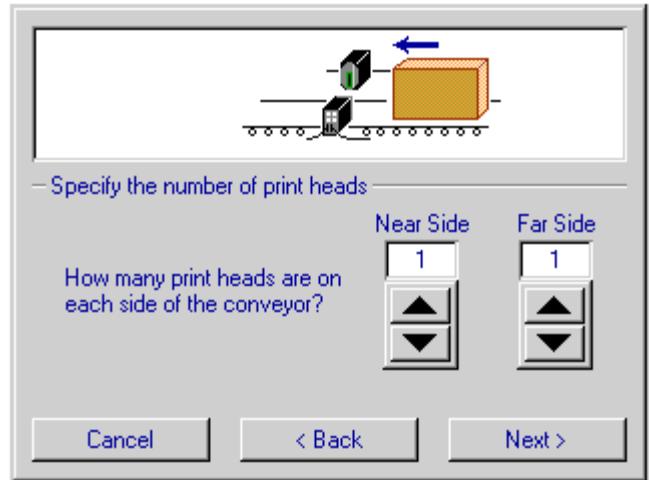 Specify the number of print heads
Near Side
Far Side
1
1
How many print heads are on
each side of the conveyor?
Cancel
< Back
Next >